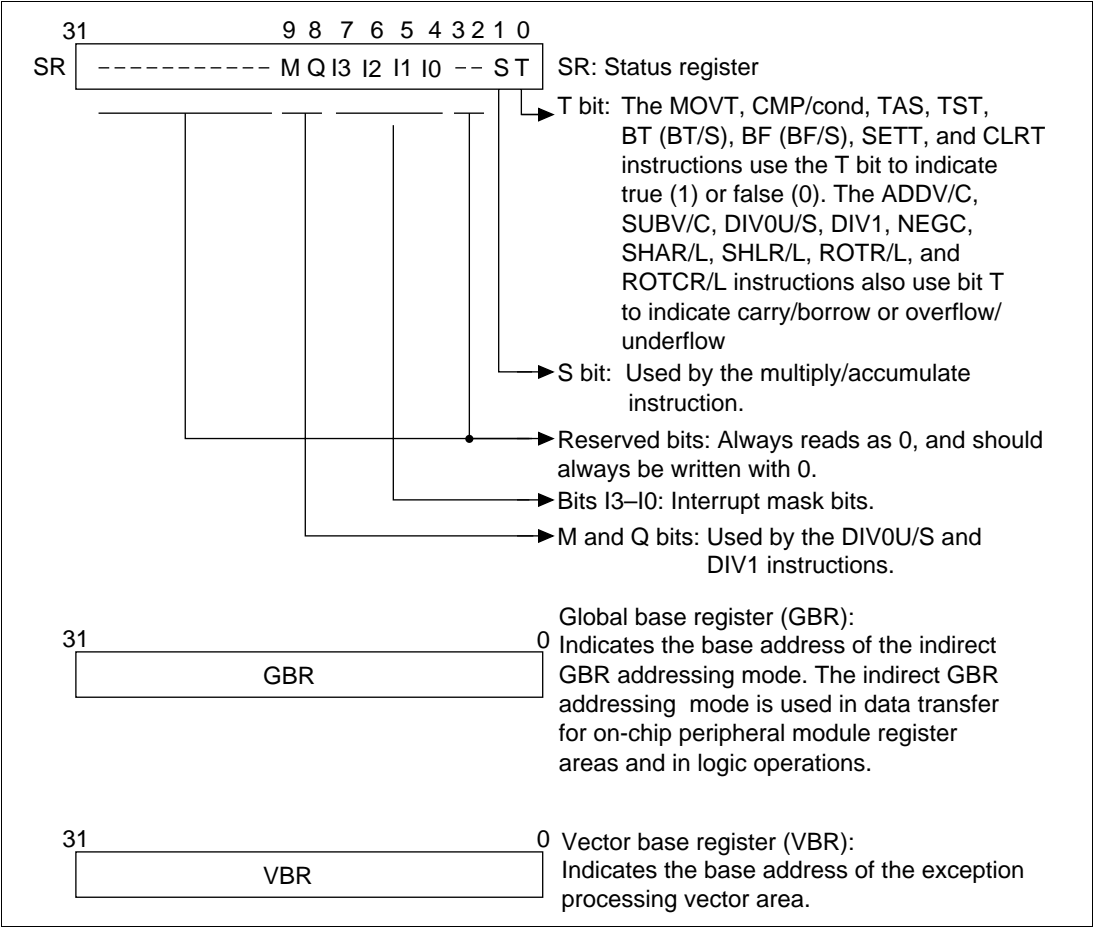 31 9 8 7 6 5 4 3 2 1 0
SR ----------- M Q I3 I2 I1 I0 -- S T SR: Status register
T bit: The MOVT, CMP/cond, TAS, TST,
BT (BT/S), BF (BF/S), SETT, and CLRT
instructions use the T bit to indicate
true (1) or false (0). The ADDV/C,
SUBV/C, DIV0U/S, DIV1, NEGC,
SHAR/L, SHLR/L, ROTR/L, and
ROTCR/L instructions also use bit T
to indicate carry/borrow or overflow/
underflow
S bit: Used by the multiply/accumulate
instruction.
Reserved bits: Always reads as 0, and should
always be written with 0.
Bits I3–I0: Interrupt mask bits.
M and Q bits: Used by the DIV0U/S and
DIV1 instructions.
Global base register (GBR):
31 0 Indicates the base address of the indirect
GBR GBR addressing mode. The indirect GBR
addressing mode is used in data transfer
for on-chip peripheral module register
areas and in logic operations.
31 0 Vector base register (VBR):
VBR Indicates the base address of the exception
processing vector area.